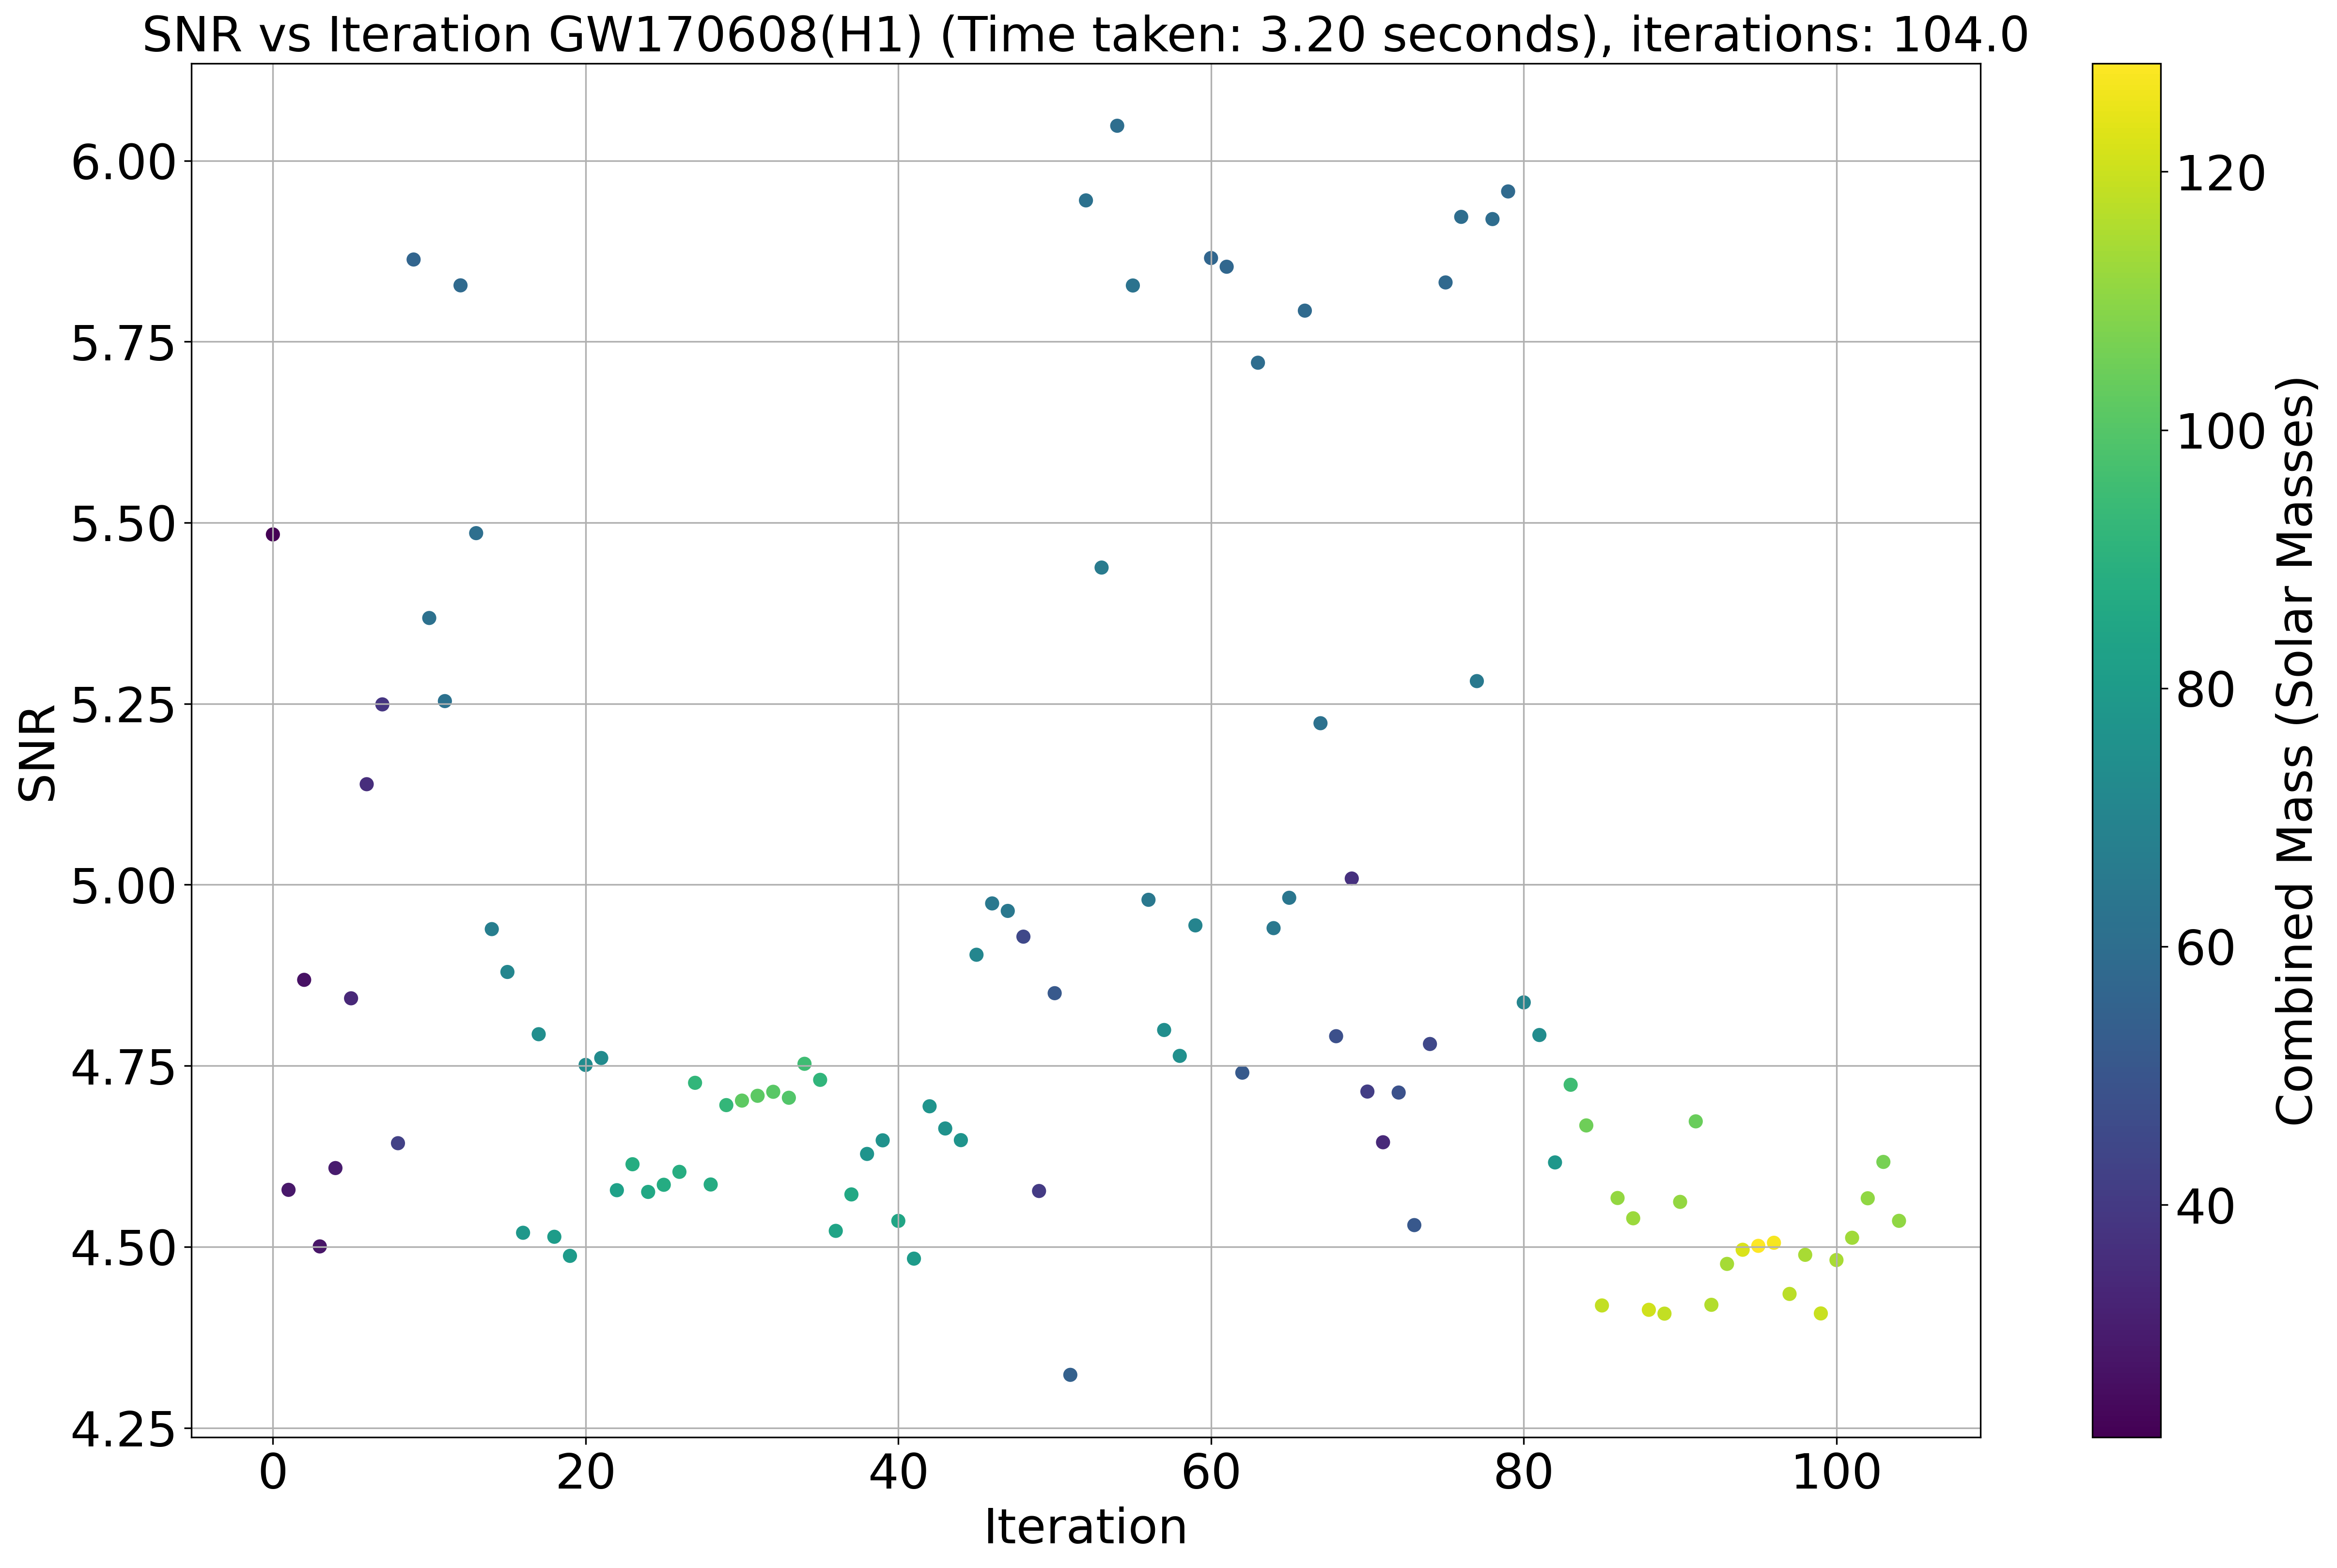 SNR vs Iteration GW170608(H1) (Time taken: 3.20 seconds), iterations: 104.0
6.00
5.75
5.50
5.25
5.00
4.75
4.50
4.25
SNR
0 20 40 60 80 100
Iteration
120
100
80
60
40
Combined Mass (Solar Masses)